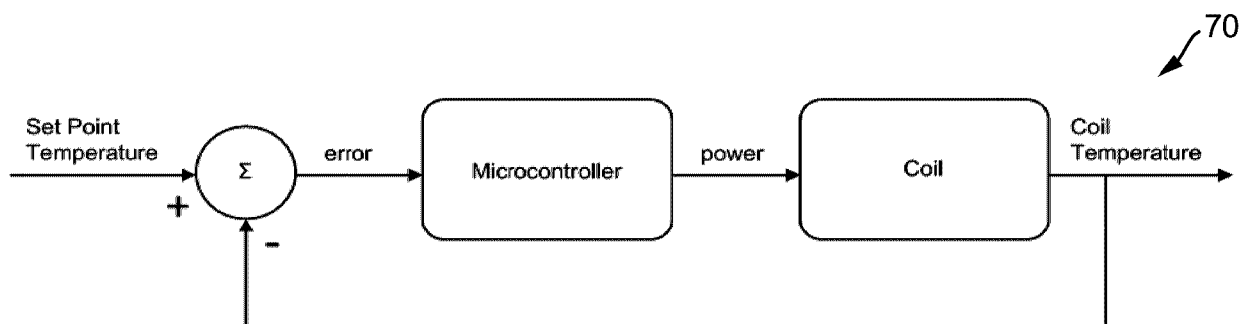 70
Set Point
Temperature
+
Σ
-
error
Microcontroller
power
Coil
Coil
Temperature